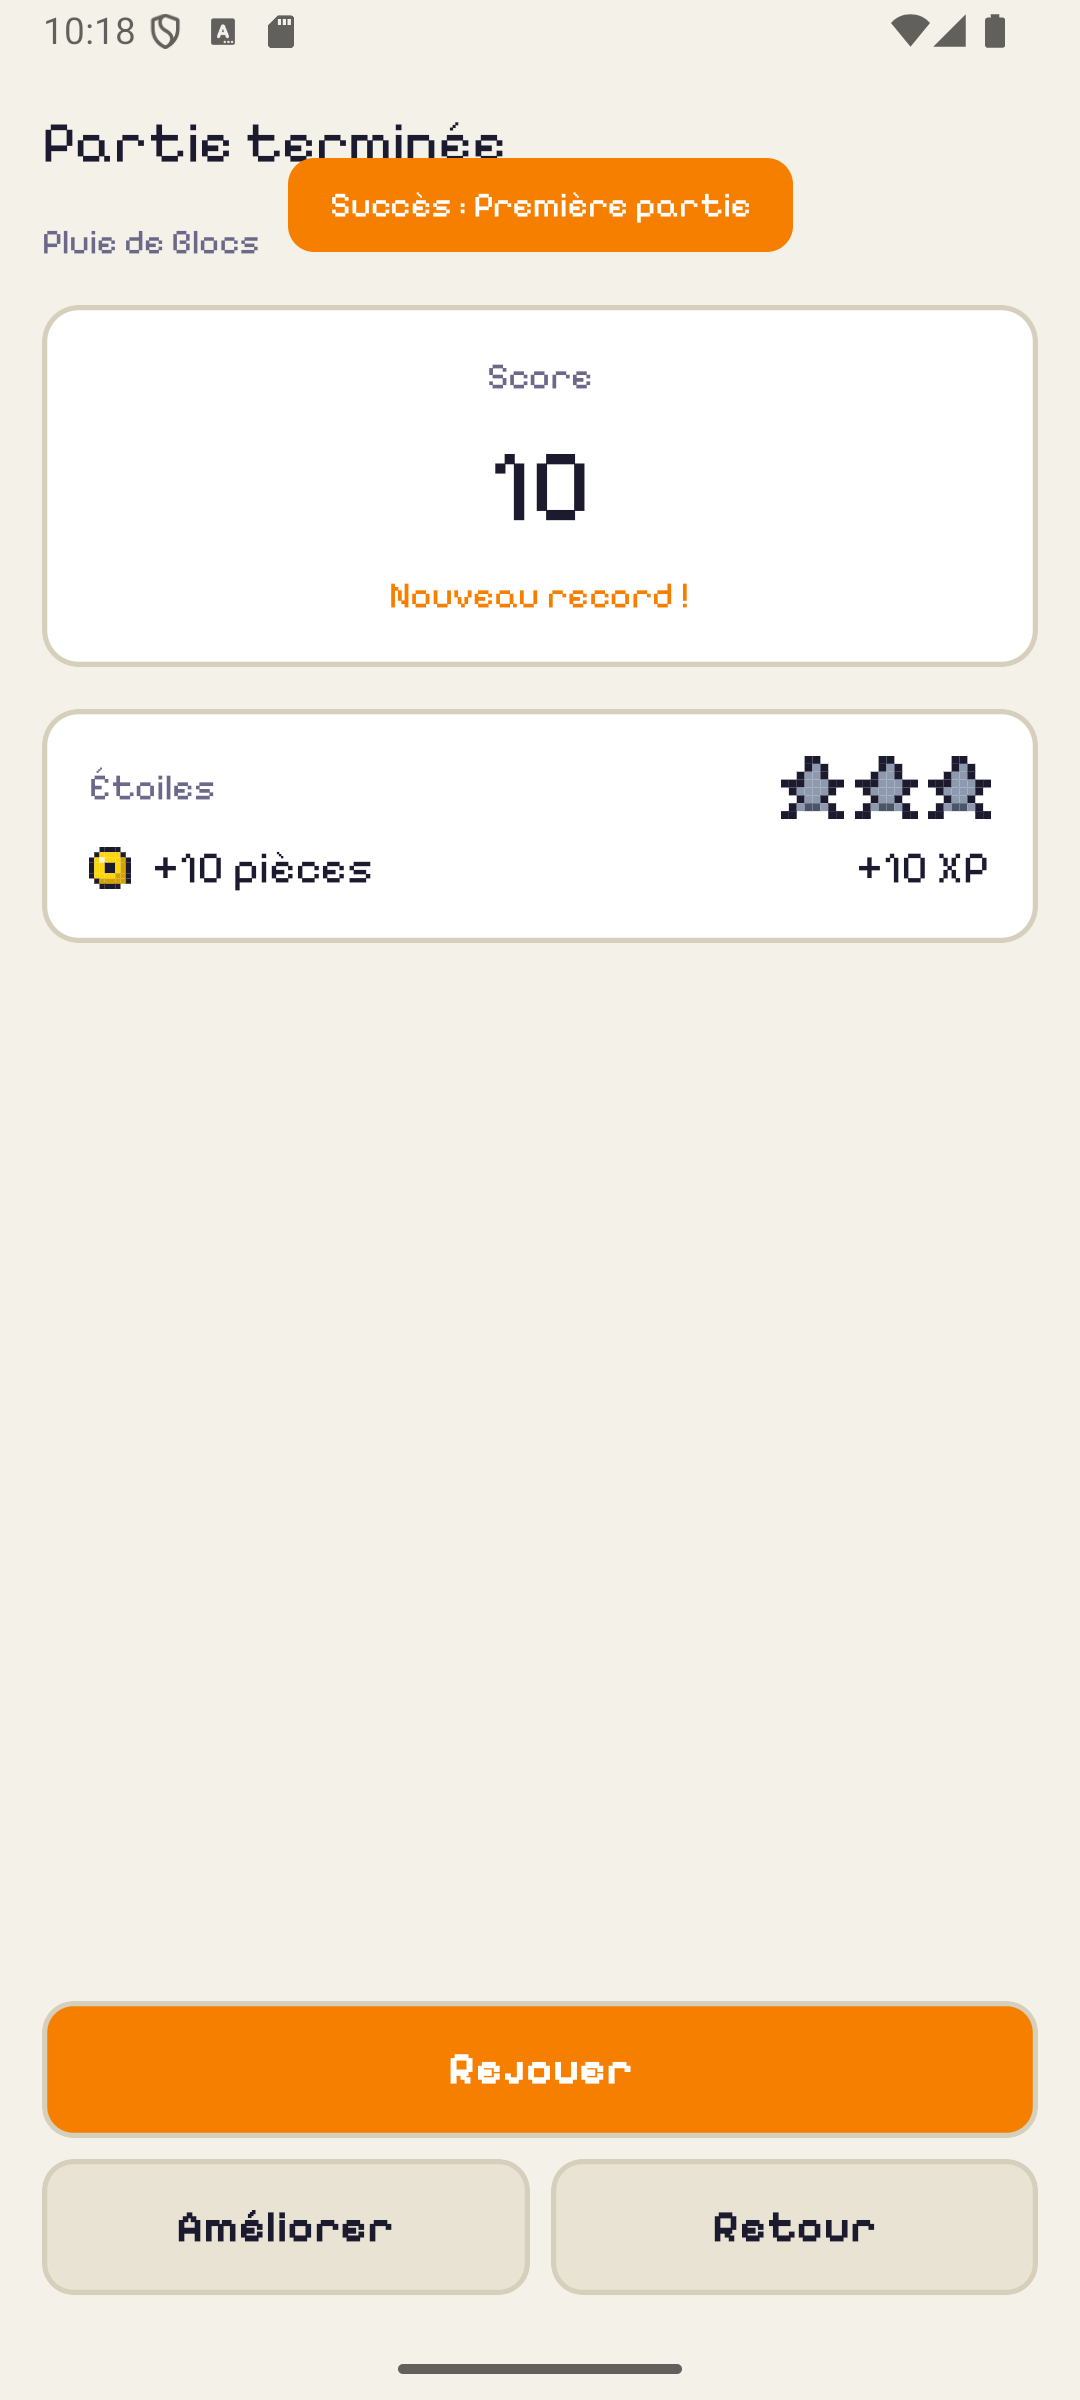 10:18
Partie terminée
Succès : Première partie
Pluie de Blocs
Score
10
Nouveau record !
Étoiles
+10 pièces
+10 XP
Rejouer
Améliorer
Retour